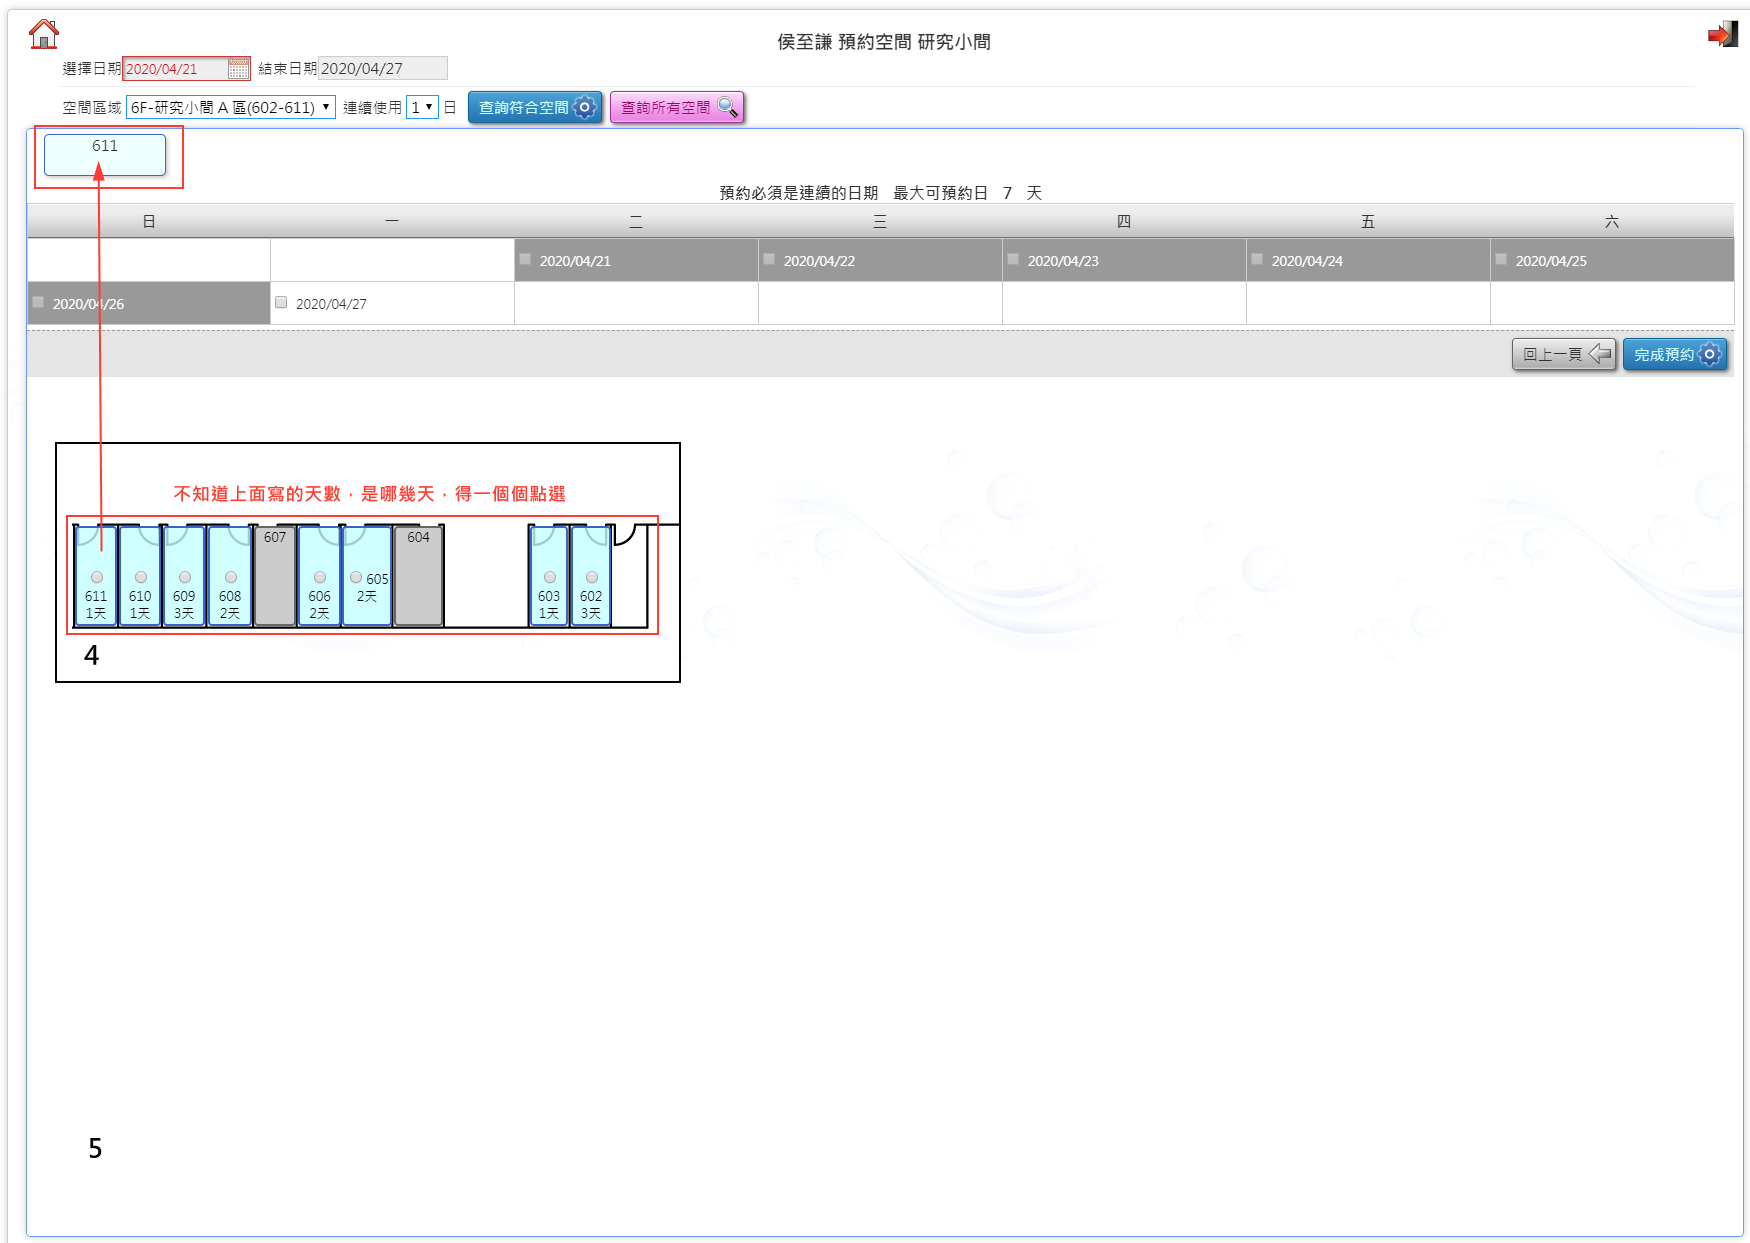 侯至謙 預約空間 研究小間
選擇日期 2020/04/21 結束日期 2020/04/27
空間區域 6F-研究小間 A 區(602-611) 連續使用 1 日 查詢符合空間 查詢所有空間
611
預約必須是連續的日期 最大可預約日 7 天
日 一 二 三 四 五 六
2020/04/21 2020/04/22 2020/04/23 2020/04/24 2020/04/25
2020/04/26 2020/04/27
回上一頁 完成預約
不知道上面寫的天數，是哪幾天，得一個個點選
607 604
605
611 610 609 608 606 2天 603 602
1天 1天 3天 2天 2天 1天 3天
4
5